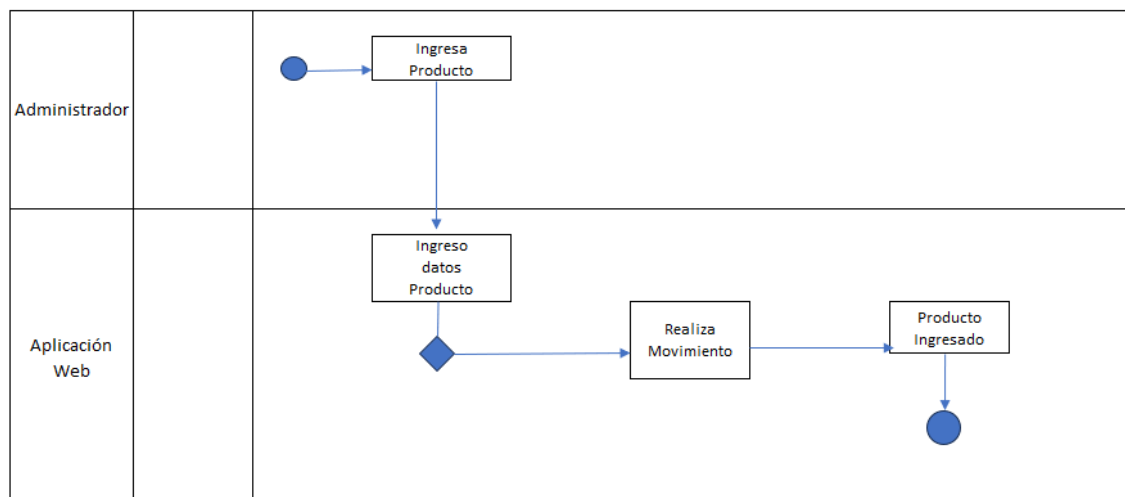 Ingresa
Producto
Administrador
Ingreso
datos
Producto
Realiza
Movimiento
Producto
Ingresado
Aplicación
Web